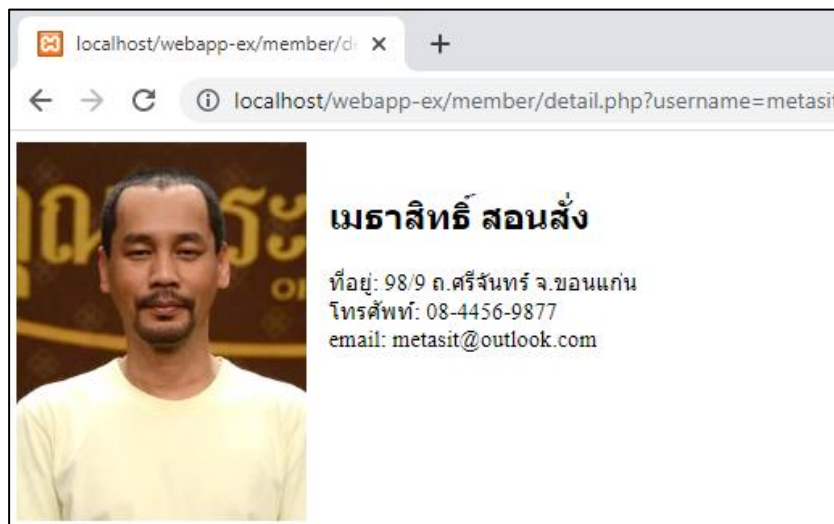 localhost/webapp-ex/member/d
localhost/webapp-ex/member/detail.php?username=metasit
เมธาสิทธิ์ สอนสั่ง
ที่อยู่: 98/9 ถ.ศรีจันทร์ จ.ขอนแก่น
โทรศัพท์: 08-4456-9877
email: metasit@outlook.com